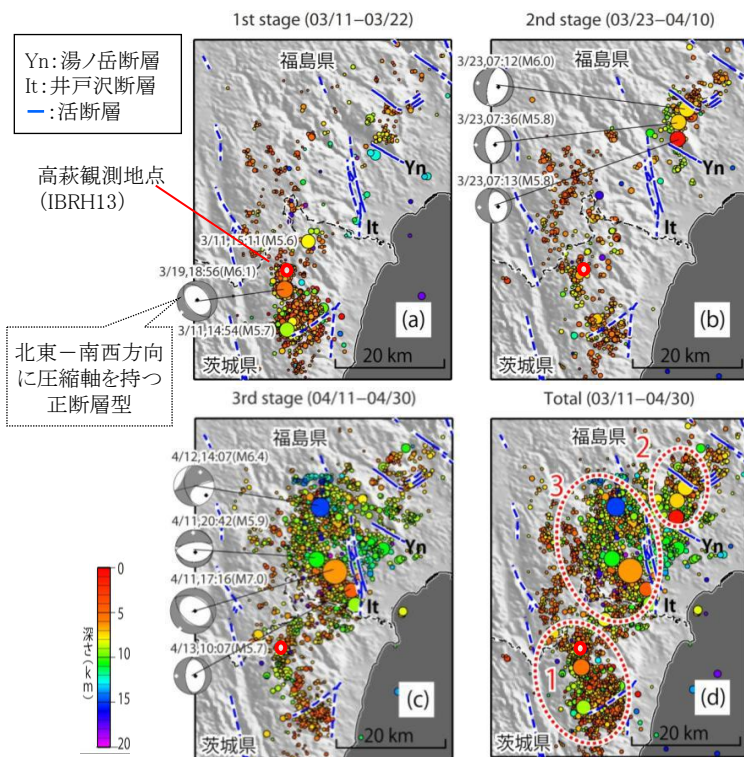 1st stage (03/11−03/22)
2nd stage (03/23−04/10)
Yn：湯ノ岳断層
It：井戸沢断層
ー：活断層
高萩観測地点
(IBRH13)
福島県
Yn
It
3/11,15:11(M5.6)
3/19,18:56(M6.1)
3/11,14:54(M5.7)
(a)
茨城県
20 km
北東－南西方向
に圧縮軸を持つ
正断層型
福島県
3/23,07:12(M6.0)
3/23,07:36(M5.8)
3/23,07:13(M5.8)
Yn
It
(b)
茨城県
20 km
3rd stage (04/11−04/30)
Total (03/11−04/30)
福島県
4/12,14:07(M6.4)
4/11,20:42(M5.9)
4/11,17:16(M7.0)
4/13,10:07(M5.7)
Yn
It
(c)
茨城県
20 km
0
5
10
15
20
深さ(km)
福島県
2
3
Yn
It
1
(d)
茨城県
20 km